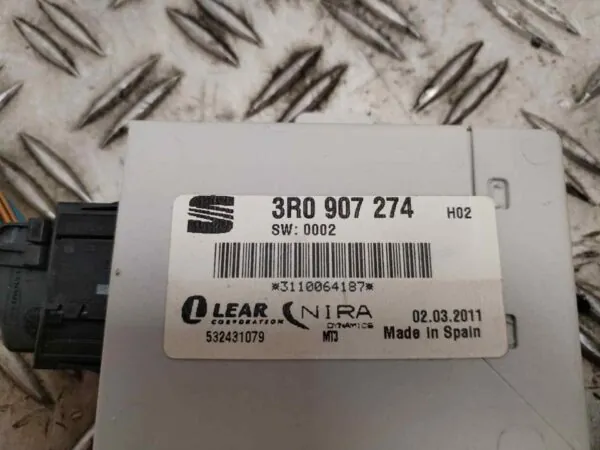 3R0 907 274 H02
SW: 0002
*3110064187*
LEAR NIRA 02.03.2011
CORPORATION DYNAMICS
532431079 MT3 Made in Spain